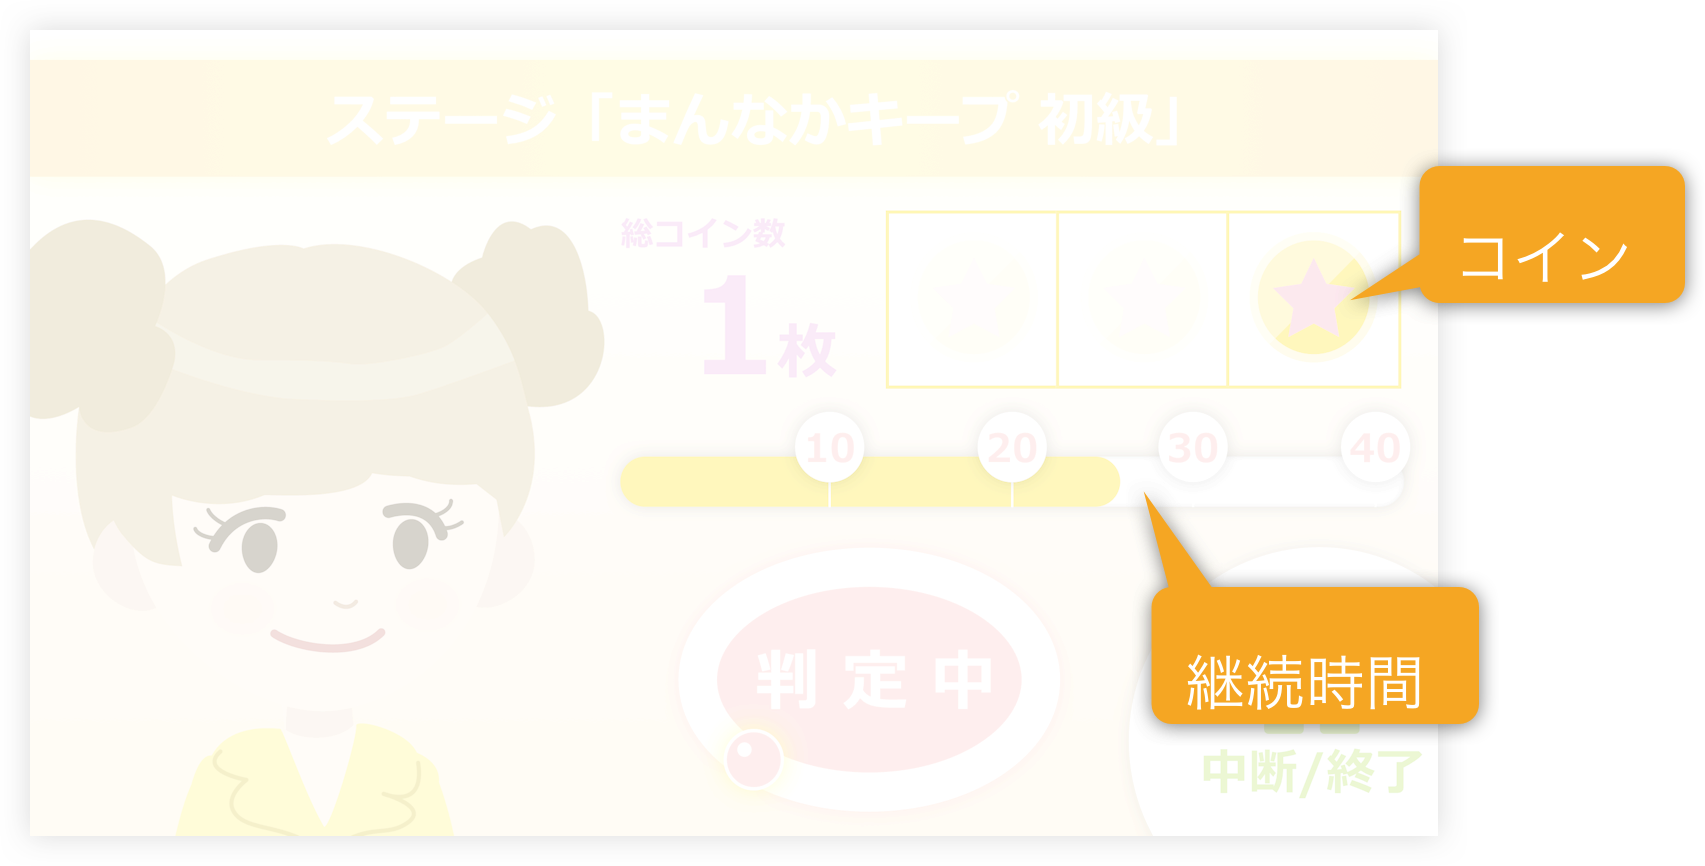 ステージ「まんなかキープ 初級」
総コイン数
1枚
コイン
10 20 30 40
継続時間
判定中
中断/終了